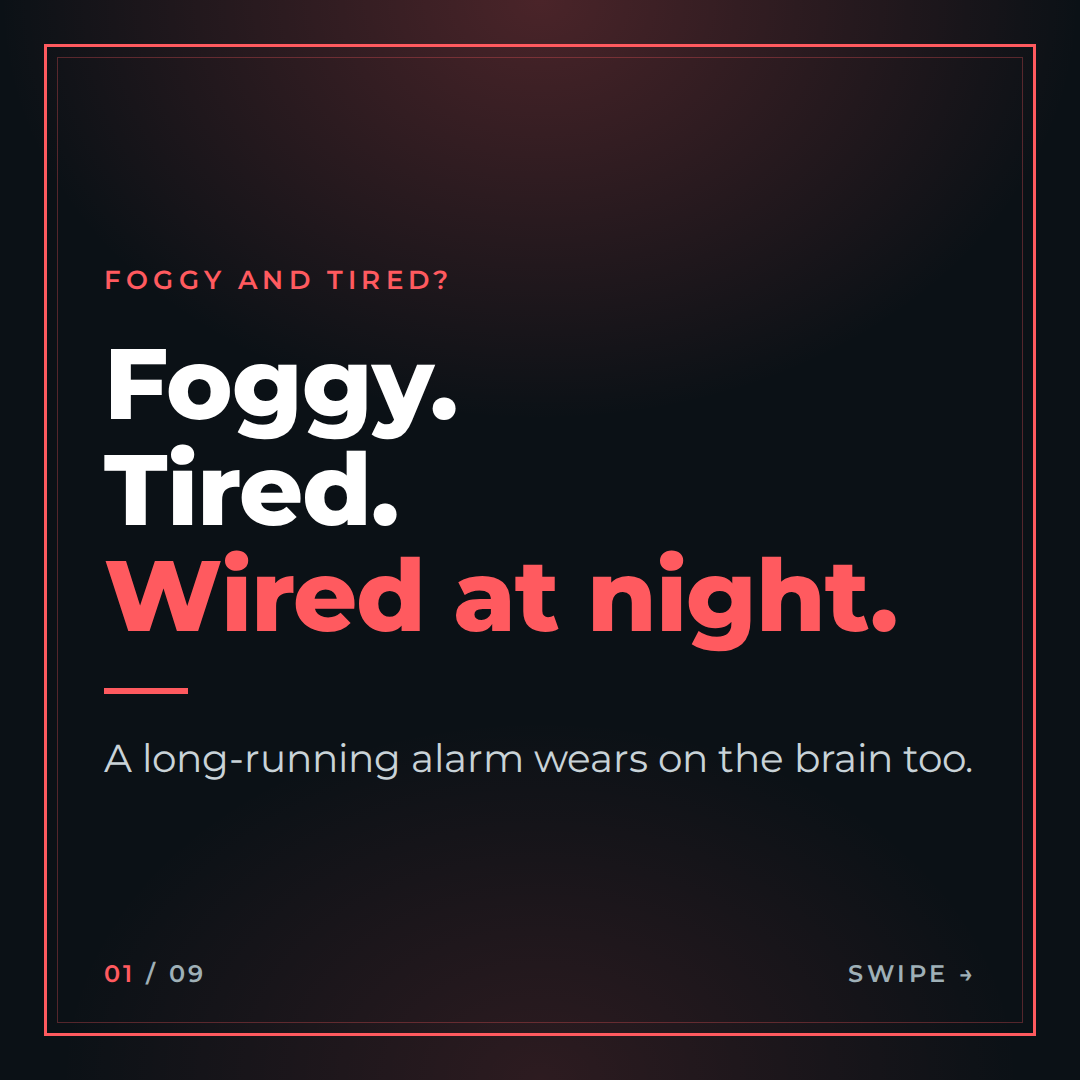 FOGGY AND TIRED?
Foggy.
Tired.
Wired at night.
A long-running alarm wears on the brain too.
01 / 09
SWIPE →